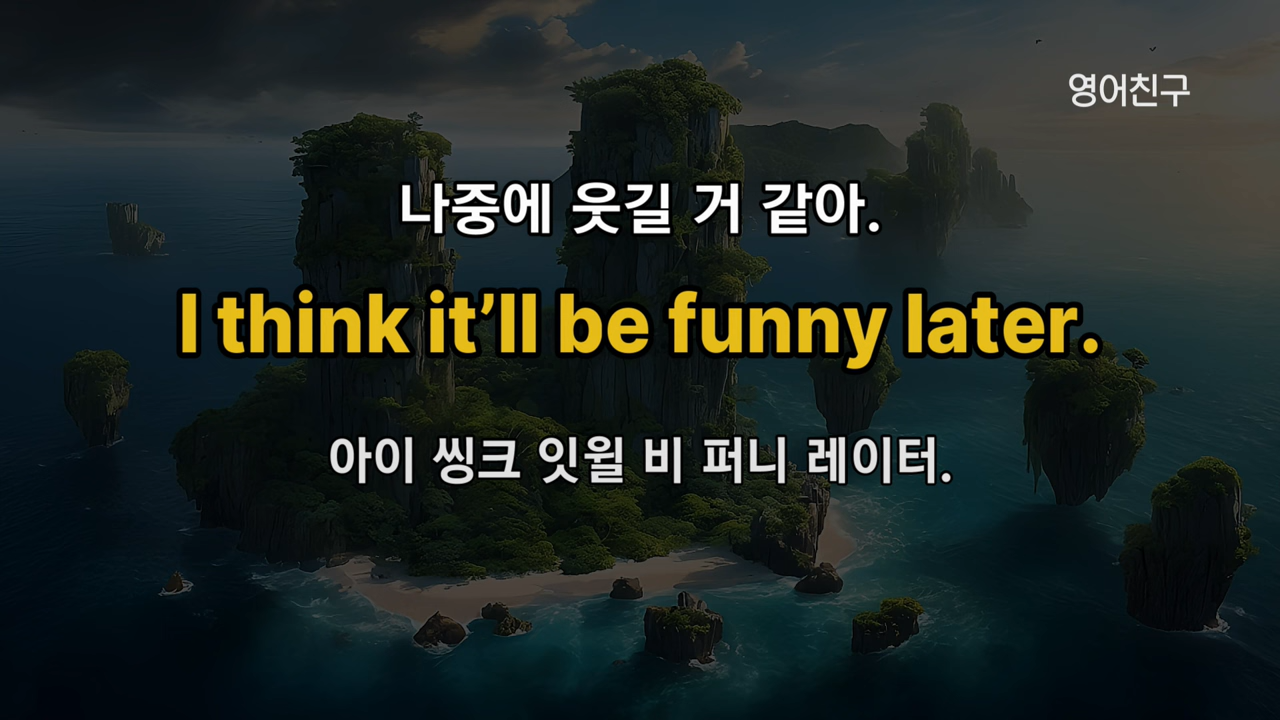 영어친구
나중에 웃길 거 같아.
I think it’ll be funny later.
아이 씽크 잇윌 비 퍼니 레이터.